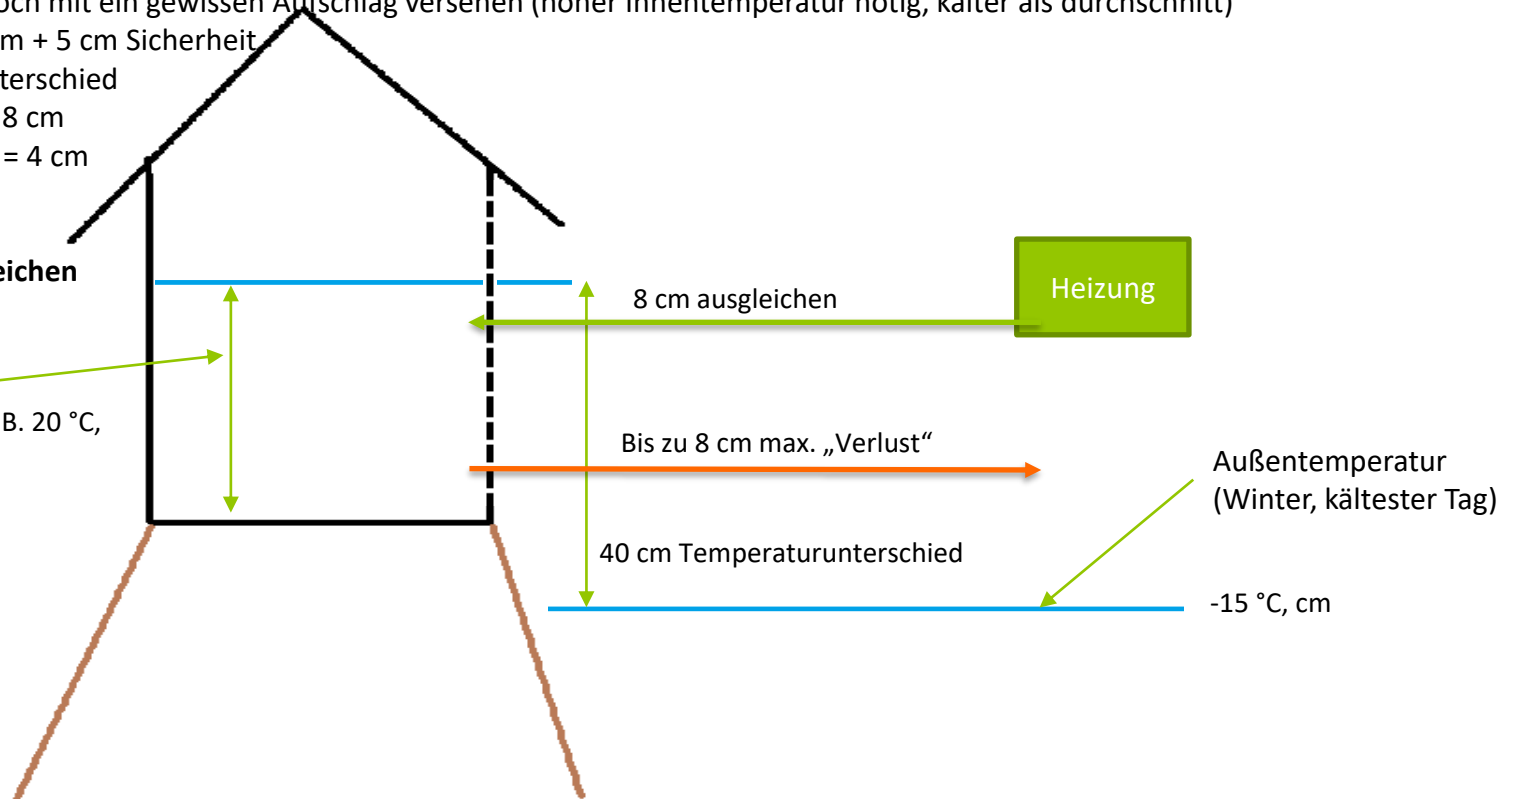 och mit ein gewissen Aufschlag versehen (höher Innentemperatur nötig, kälter als durchschnitt)
m + 5 cm Sicherheit
terschied
8 cm
= 4 cm
eichen
8 cm ausgleichen
Heizung
B. 20 °C,
Bis zu 8 cm max. „Verlust“
Außentemperatur
(Winter, kältester Tag)
40 cm Temperaturunterschied
-15 °C, cm